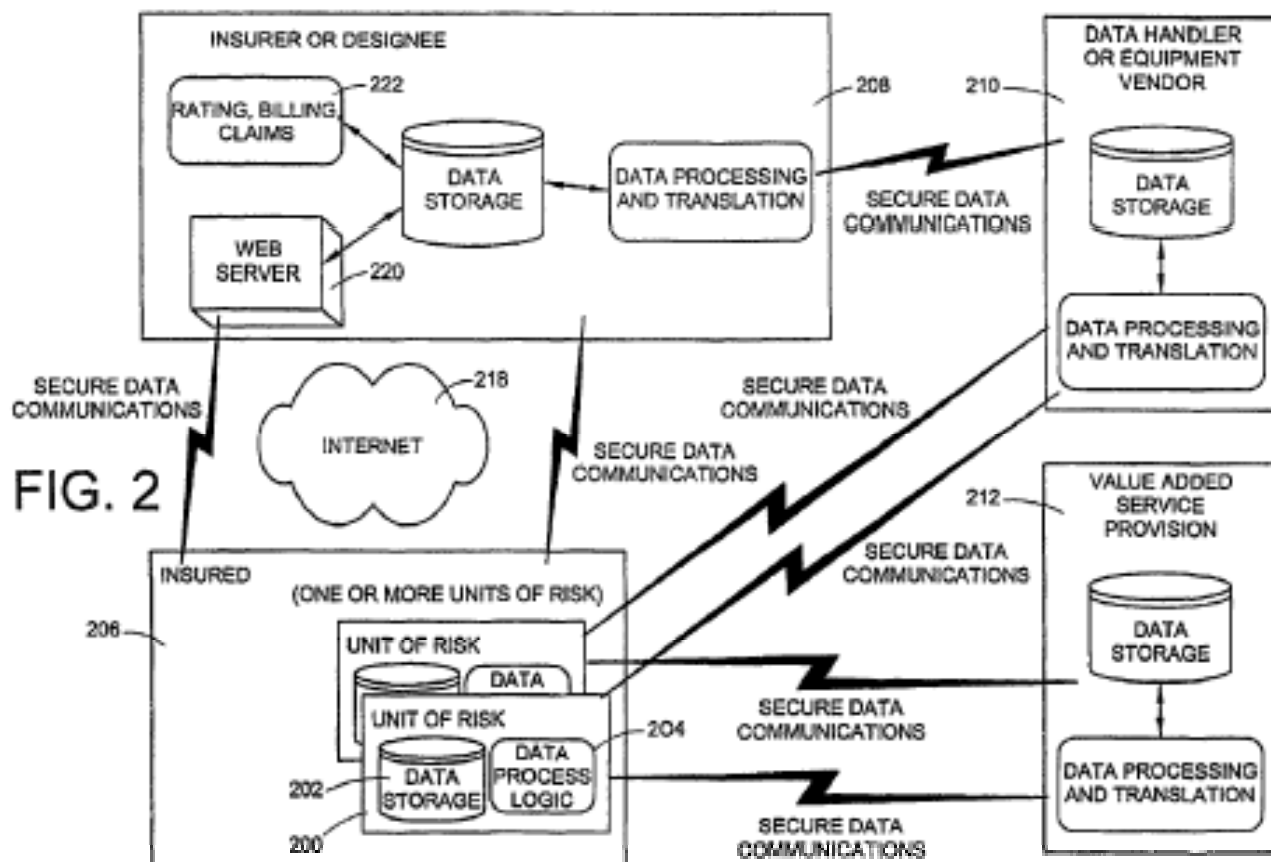 INSURER OR DESIGNEE
222
RATING, BILLING,
CLAIMS
DATA
STORAGE
DATA PROCESSING
AND TRANSLATION
WEB
SERVER
220
208
SECURE DATA
COMMUNICATIONS
DATA HANDLER
OR EQUIPMENT
VENDOR
210
DATA
STORAGE
DATA PROCESSING
AND TRANSLATION
SECURE DATA
COMMUNICATIONS
218
INTERNET
SECURE DATA
COMMUNICATIONS
SECURE DATA
COMMUNICATIONS
FIG. 2
SECURE DATA
COMMUNICATIONS
INSURED
(ONE OR MORE UNITS OF RISK)
206
UNIT OF RISK
DATA
UNIT OF RISK
204
202
DATA
STORAGE
DATA
PROCESS
LOGIC
200
SECURE DATA
COMMUNICATIONS
SECURE DATA
COMMUNICATIONS
VALUE ADDED
SERVICE
PROVISION
212
DATA
STORAGE
DATA PROCESSING
AND TRANSLATION